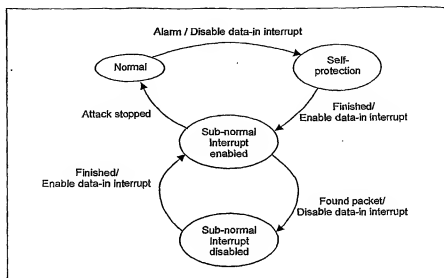 Alarm / Disable data-in interrupt
Normal
Self-
protection
Attack stopped
Finished/
Enable data-in interrupt
Sub-normal
Interrupt
enabled
Finished/
Enable data-in interrupt
Found packet/
Disable data-in interrupt
Sub-normal
Interrupt
disabled